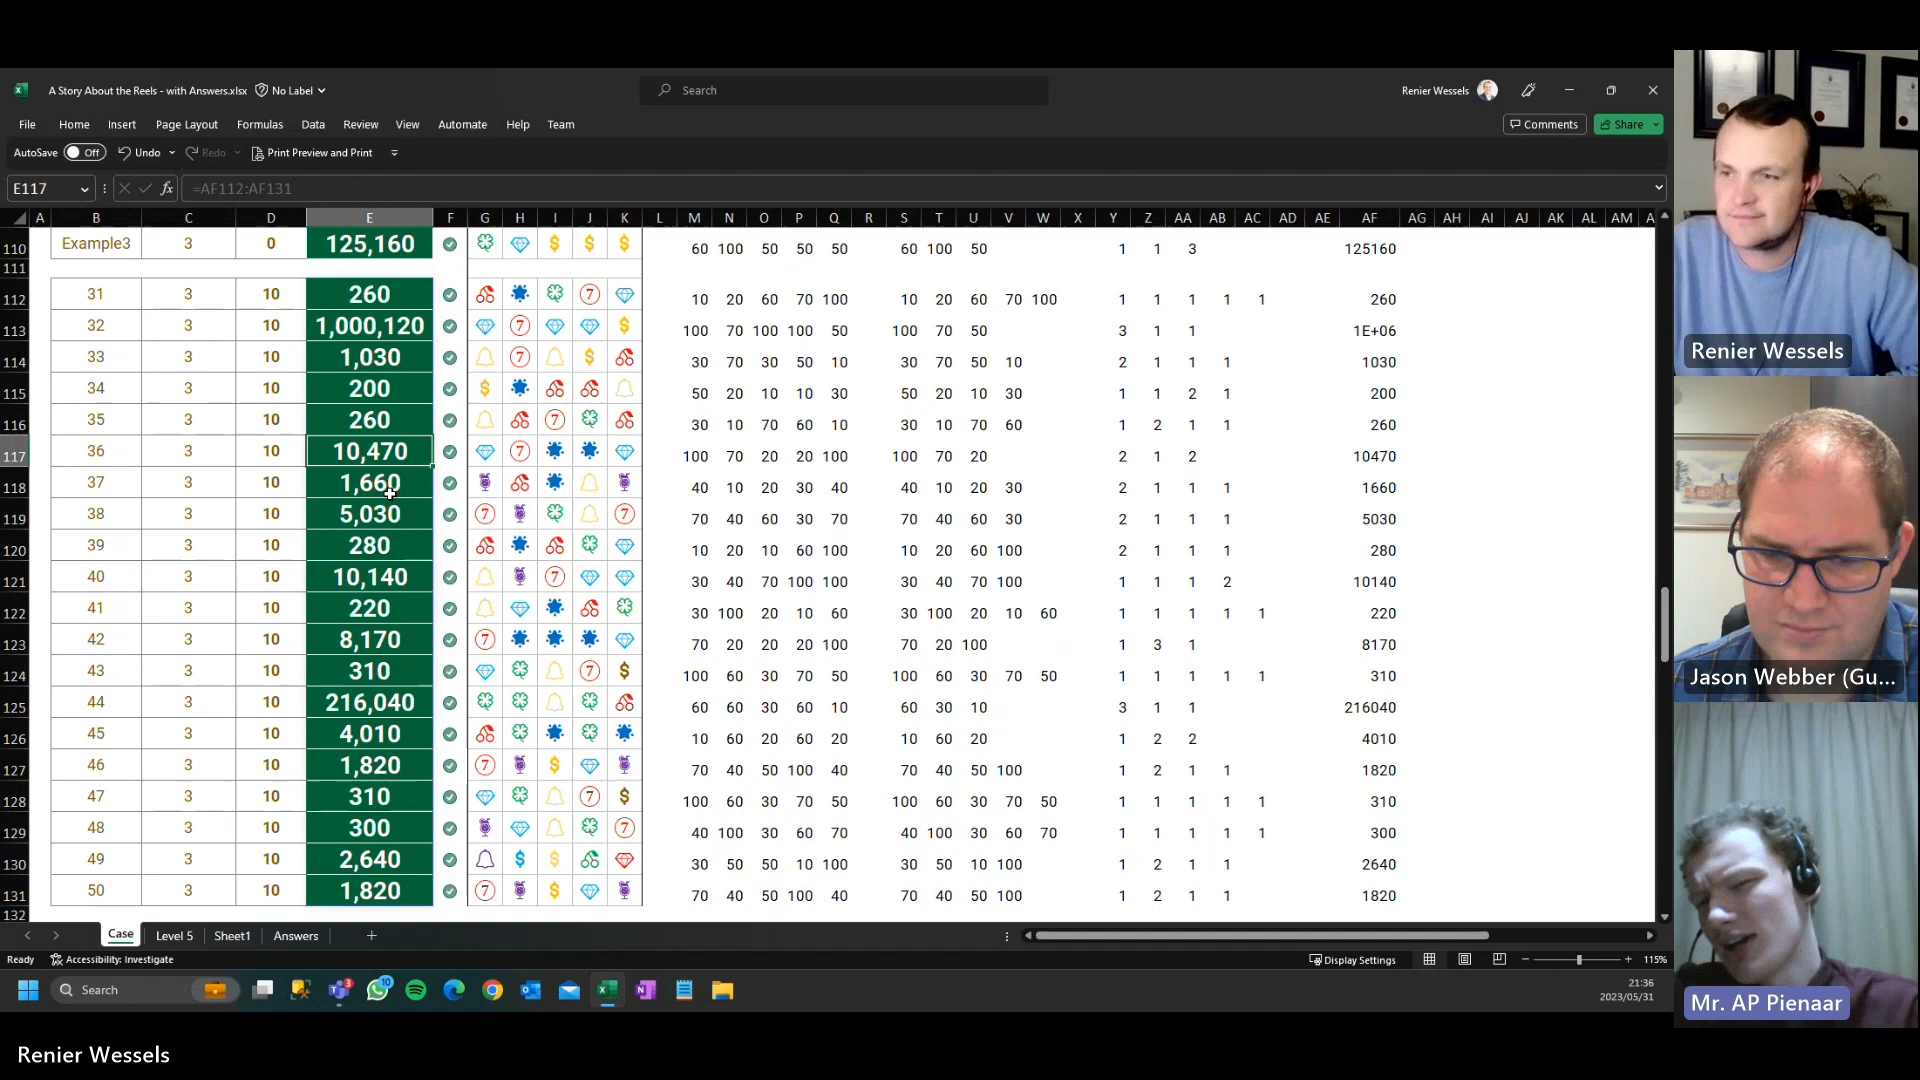 A Story About the Reels - with Answers.xlsx No Label
Search
Renier Wessels
File Home Insert Page Layout Formulas Data Review View Automate Help Team
Comments Share
AutoSave Off Undo Redo Print Preview and Print
E117 fx =AF112:AF131
A B C D E F G H I J K L M N O P Q R S T U V W X Y Z AA AB AC AD AE AF AG AH AI AJ AK AL AM A
110 Example3 3 0 125,160 $ $ $ 60 100 50 50 50 60 100 50 1 1 3 125160
111
112 31 3 10 260 7 10 20 60 70 100 10 20 60 70 100 1 1 1 1 1 260
113 32 3 10 1,000,120 7 $ 100 70 100 100 50 100 70 50 3 1 1 1E+06
114 33 3 10 1,030 7 $ 30 70 30 50 10 30 70 50 10 2 1 1 1 1030
115 34 3 10 200 $ 50 20 10 10 30 50 20 10 30 1 1 2 1 200
116 35 3 10 260 7 30 10 70 60 10 30 10 70 60 1 2 1 1 260
117 36 3 10 10,470 7 100 70 20 20 100 100 70 20 2 1 2 10470
118 37 3 10 1,660 40 10 20 30 40 40 10 20 30 2 1 1 1 1660
119 38 3 10 5,030 7 7 70 40 60 30 70 70 40 60 30 2 1 1 1 5030
120 39 3 10 280 10 20 10 60 100 10 20 60 100 2 1 1 1 280
121 40 3 10 10,140 7 30 40 70 100 100 30 40 70 100 1 1 1 2 10140
122 41 3 10 220 30 100 20 10 60 30 100 20 10 60 1 1 1 1 1 220
123 42 3 10 8,170 7 70 20 20 20 100 70 20 100 1 3 1 8170
124 43 3 10 310 7 $ 100 60 30 70 50 100 60 30 70 50 1 1 1 1 1 310
125 44 3 10 216,040 60 60 30 60 10 60 30 10 3 1 1 216040
126 45 3 10 4,010 10 60 20 60 20 10 60 20 1 2 2 4010
127 46 3 10 1,820 7 $ 70 40 50 100 40 70 40 50 100 1 2 1 1 1820
128 47 3 10 310 7 $ 100 60 30 70 50 100 60 30 70 50 1 1 1 1 1 310
129 48 3 10 300 7 40 100 30 60 70 40 100 30 60 70 1 1 1 1 1 300
130 49 3 10 2,640 $ $ 30 50 50 10 100 30 50 10 100 1 2 1 1 2640
131 50 3 10 1,820 7 $ 70 40 50 100 40 70 40 50 100 1 2 1 1 1820
132
Case Level 5 Sheet1 Answers +
Ready Accessibility: Investigate Display Settings 115%
Search 3 10 21:36
2023/05/31
Renier Wessels
Jason Webber (Gu...
Mr. AP Pienaar
Renier Wessels